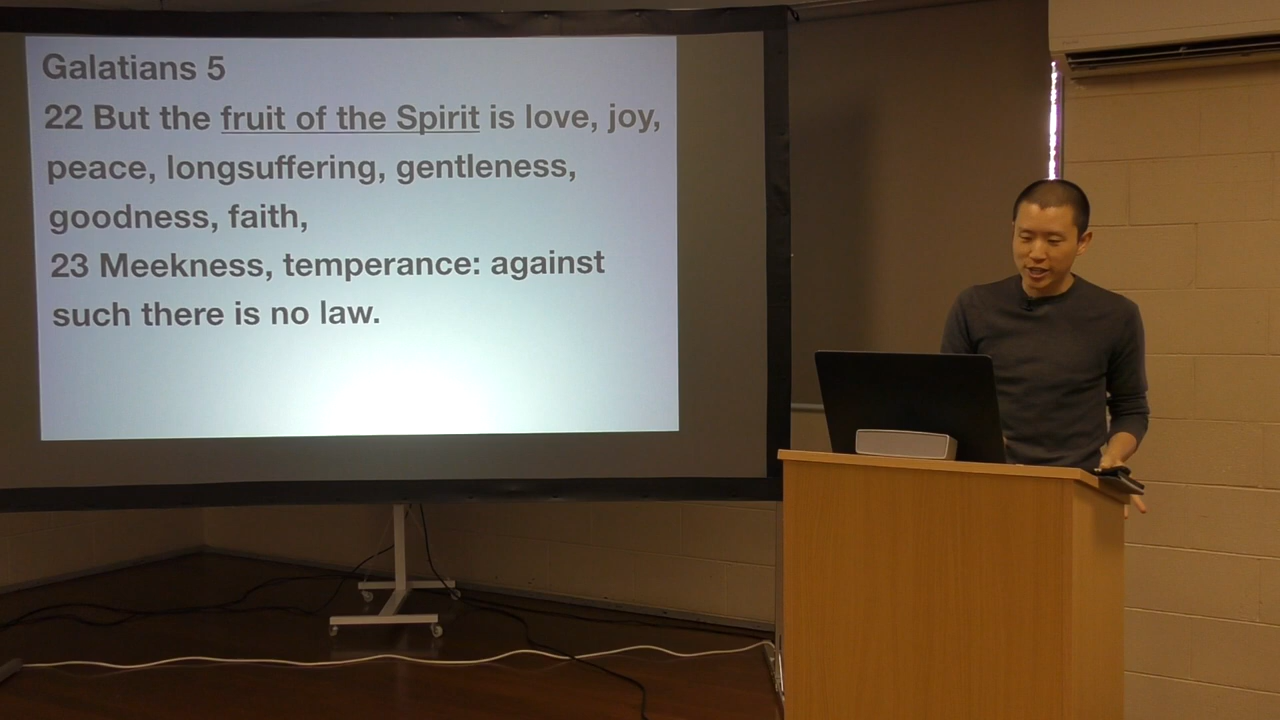 Galatians 5
22 But the fruit of the Spirit is love, joy,
peace, longsuffering, gentleness,
goodness, faith,
23 Meekness, temperance: against
such there is no law.